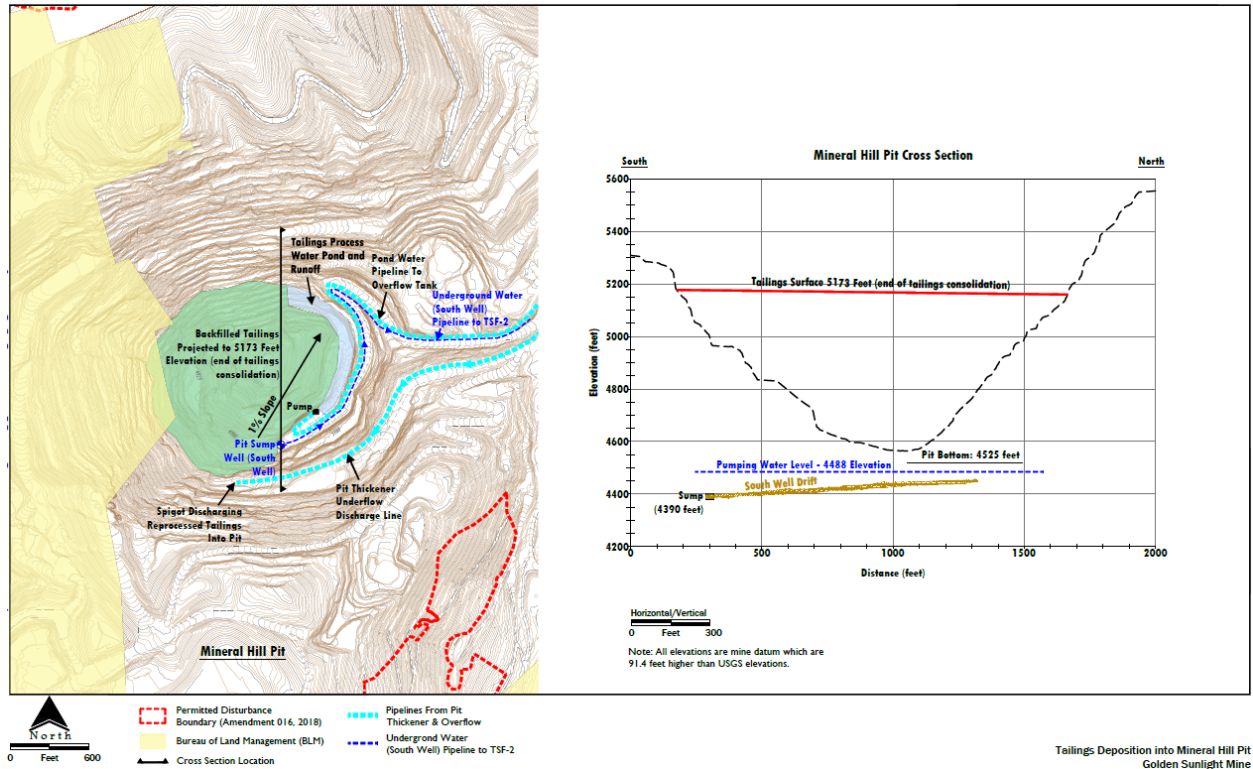 Tailings Process
Water Pond and
Runoff
Pond Water
Pipeline To
Overflow Tank
Underground Water
(South Well)
Pipeline to TSF-2
Backfilled Tailings
Projected to 5173 Feet
Elevation (end of tailings
consolidation)
1% Slope
Pump
Pit Sump
Well (South
Well)
Spigot Discharging
Reprocessed Tailings
Into Pit
Pit Thickener
Underflow
Discharge Line
Mineral Hill Pit
Mineral Hill Pit Cross Section
South
North
5600
5400
5200
5000
4800
4600
4400
4200
Elevation (feet)
Tailings Surface 5173 Feet (end of tailings consolidation)
Pit Bottom: 4525 feet
Pumping Water Level - 4488 Elevation
South Well Drift
Sump
(4390 feet)
0
500
1000
1500
2000
Distance (feet)
Horizontal/Vertical
0 Feet 300
Note: All elevations are mine datum which are
91.4 feet higher than USGS elevations.
North
0 Feet 600
Permitted Disturbance
Boundary (Amendment 016, 2018)
Bureau of Land Management (BLM)
Cross Section Location
Pipelines From Pit
Thickener & Overflow
Undergrond Water
(South Well) Pipeline to TSF-2
Tailings Deposition into Mineral Hill Pit
Golden Sunlight Mine